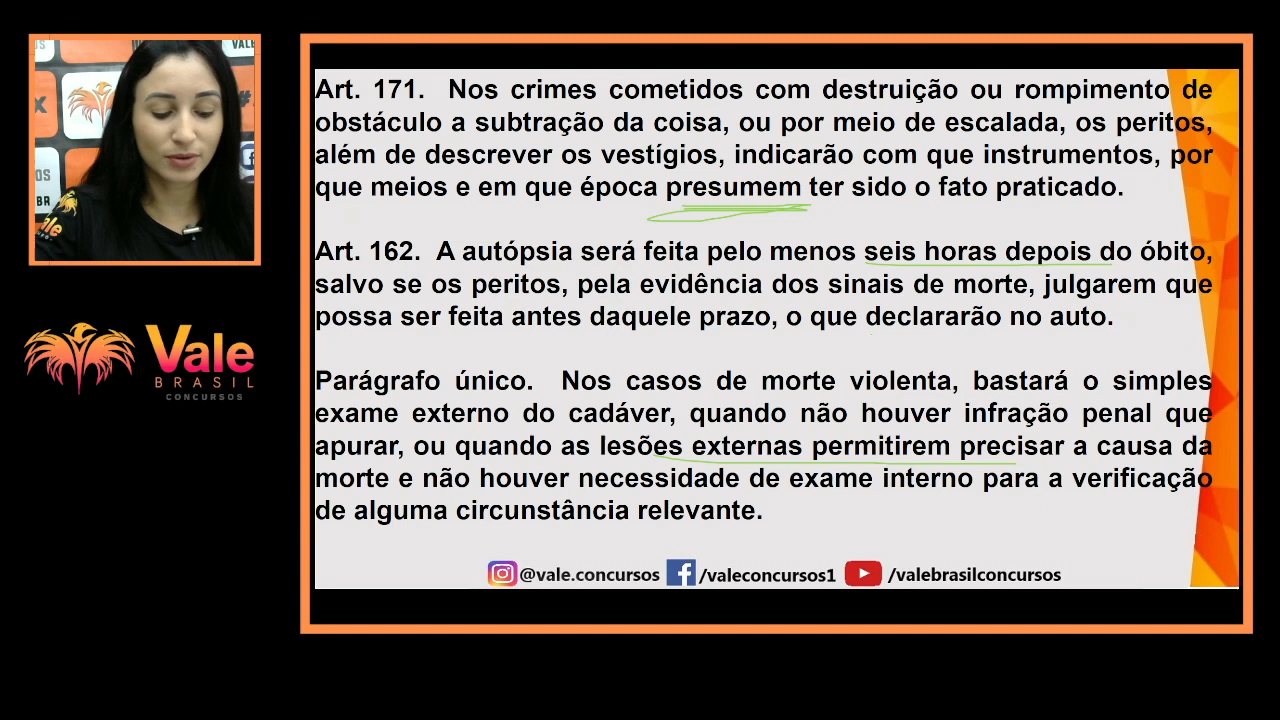 Art. 171. Nos crimes cometidos com destruição ou rompimento de
obstáculo a subtração da coisa, ou por meio de escalada, os peritos,
além de descrever os vestígios, indicarão com que instrumentos, por
que meios e em que época presumem ter sido o fato praticado.
Art. 162. A autópsia será feita pelo menos seis horas depois do óbito,
salvo se os peritos, pela evidência dos sinais de morte, julgarem que
possa ser feita antes daquele prazo, o que declararão no auto.
Parágrafo único. Nos casos de morte violenta, bastará o simples
exame externo do cadáver, quando não houver infração penal que
apurar, ou quando as lesões externas permitirem precisar a causa da
morte e não houver necessidade de exame interno para a verificação
de alguma circunstância relevante.
@vale.concursos /valeconcursos1 /valebrasilconcursos
Vale
BRASIL
CONCURSOS
Vale